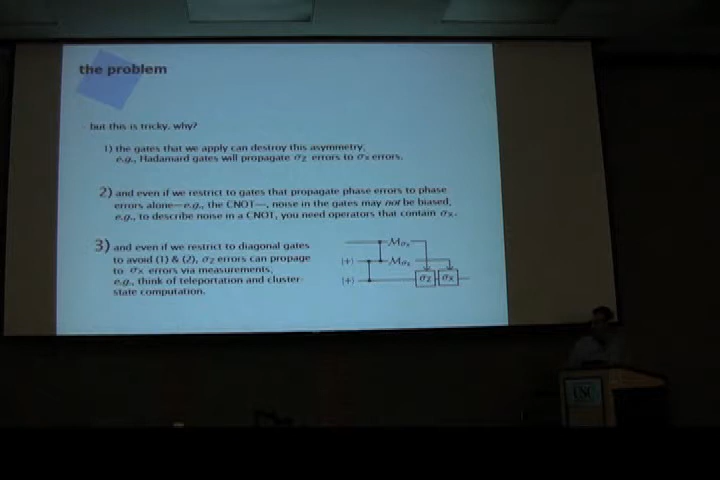 the problem
- but this is tricky, why?
1) the gates that we apply can destroy this asymmetry,
e.g., Hadamard gates will propagate σZ errors to σX errors.
2) and even if we restrict to gates that propagate phase errors to phase
errors alone—e.g., the CNOT—, noise in the gates may not be biased,
e.g., to describe noise in a CNOT, you need operators that contain σX.
3) and even if we restrict to diagonal gates
to avoid (1) & (2), σZ errors can propage
to σX errors via measurements,
e.g., think of teleportation and cluster-
state computation.
MσX
|+⟩ MσX
|+⟩ σZ σX
USC